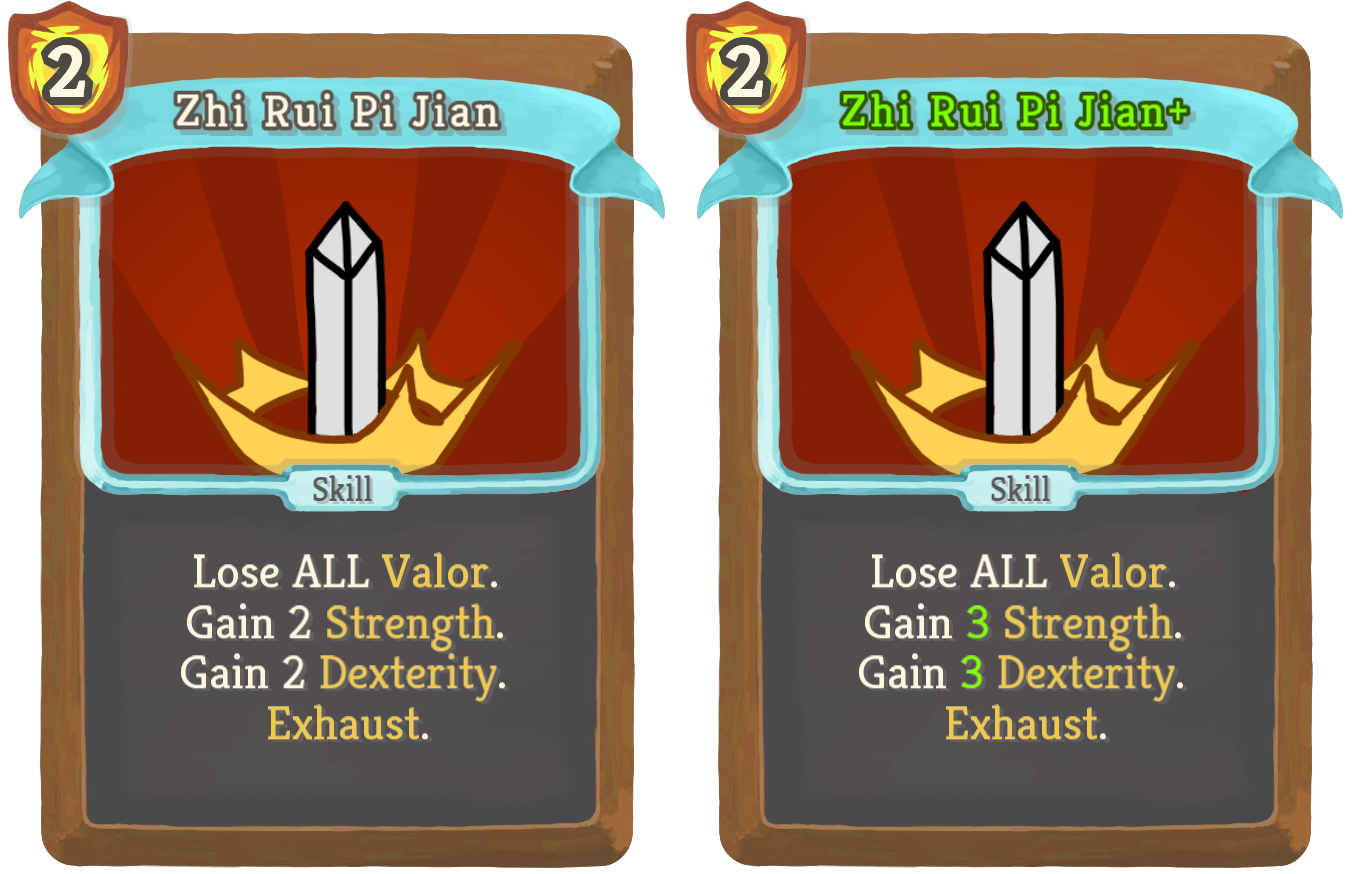 2
Zhi Rui Pi Jian
Skill
Lose ALL Valor.
Gain 2 Strength.
Gain 2 Dexterity.
Exhaust.
2
Zhi Rui Pi Jian+
Skill
Lose ALL Valor.
Gain 3 Strength.
Gain 3 Dexterity.
Exhaust.